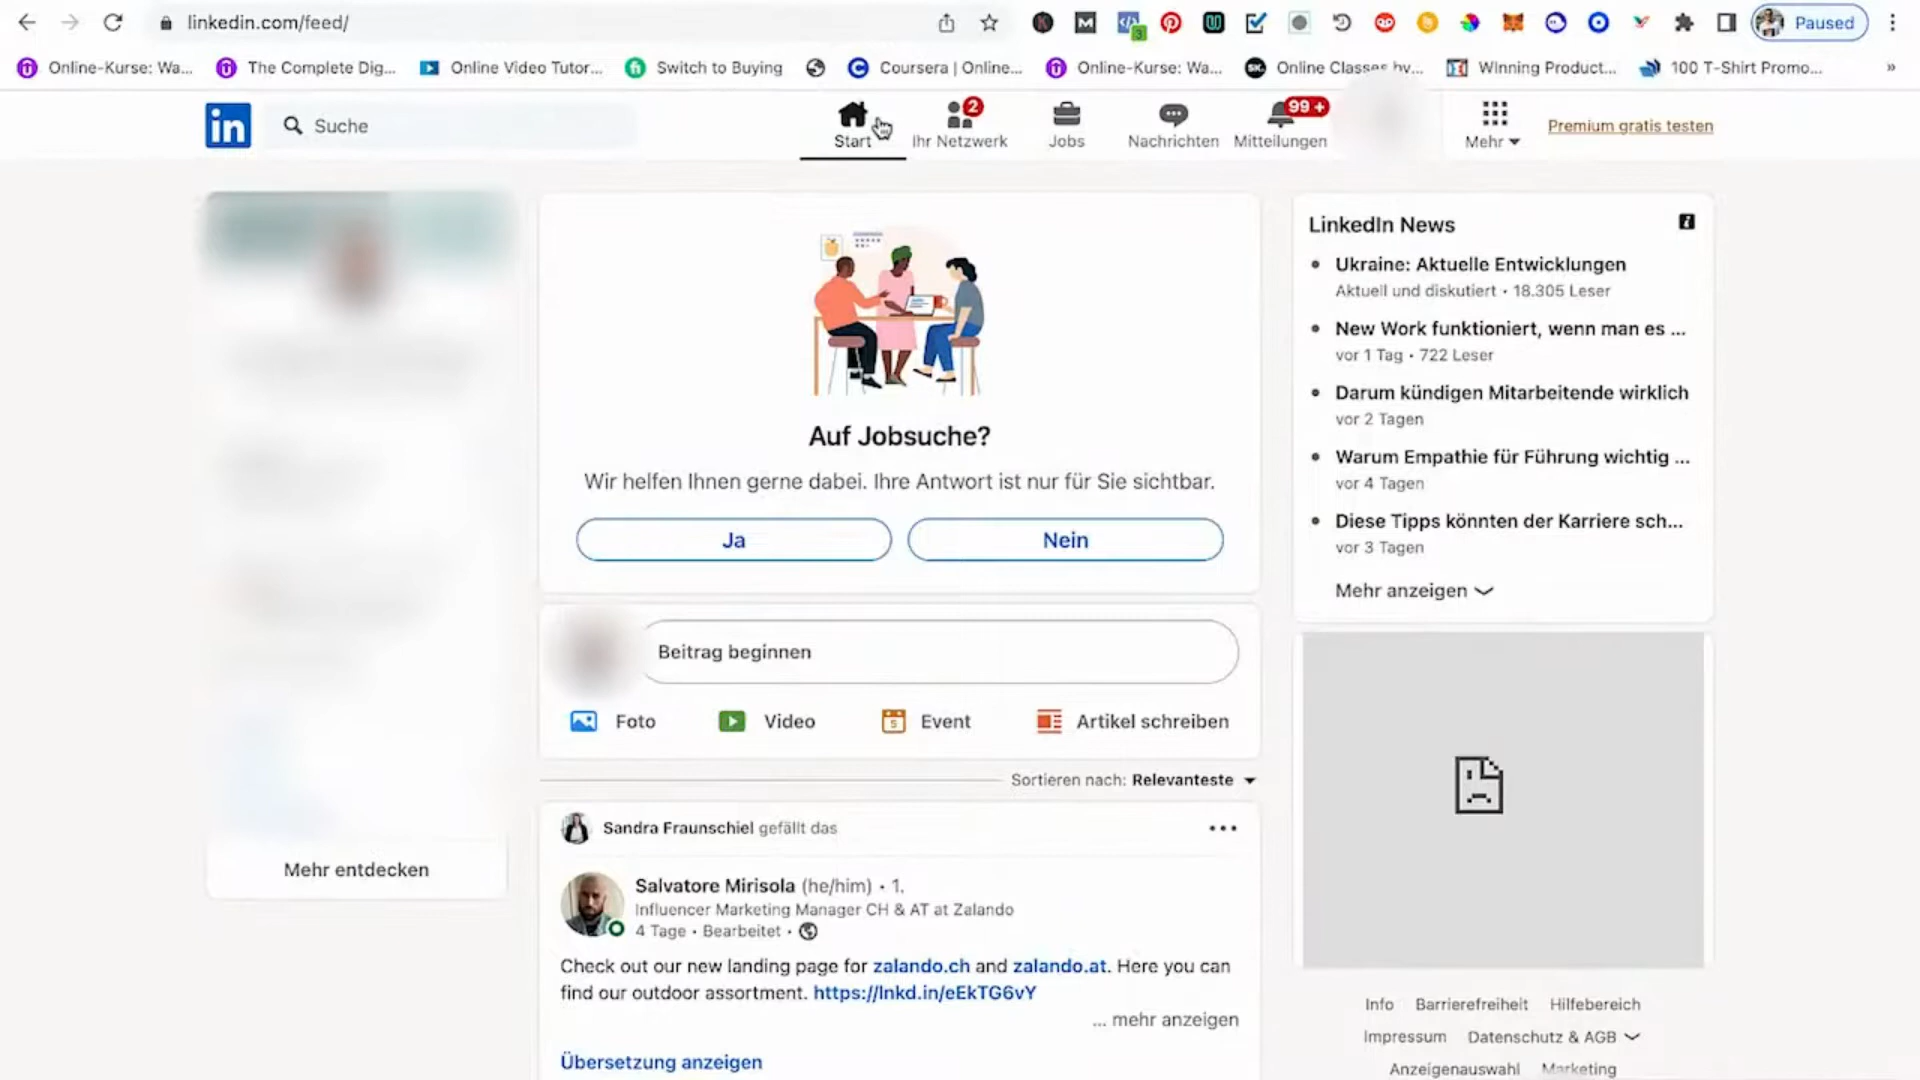 linkedin.com/feed/
3
Paused
Online-Kurse: Wa...
The Complete Dig...
Online Video Tutor...
Switch to Buying
Coursera | Online...
Online-Kurse: Wa...
Online Classes by...
Winning Product...
100 T-Shirt Promo...
»
in
Suche
Start
2
Ihr Netzwerk
Jobs
Nachrichten
99 +
Mitteilungen
Mehr
Premium gratis testen
Auf Jobsuche?
Wir helfen Ihnen gerne dabei. Ihre Antwort ist nur für Sie sichtbar.
Ja
Nein
Beitrag beginnen
Foto
Video
Event
Artikel schreiben
Sortieren nach: Relevanteste
Sandra Fraunschiel gefällt das
Salvatore Mirisola (he/him) • 1.
Influencer Marketing Manager CH & AT at Zalando
4 Tage • Bearbeitet •
Check out our new landing page for zalando.ch and zalando.at. Here you can
find our outdoor assortment. https://lnkd.in/eEkTG6vY
... mehr anzeigen
Übersetzung anzeigen
Mehr entdecken
LinkedIn News
Ukraine: Aktuelle Entwicklungen
Aktuell und diskutiert • 18.305 Leser
New Work funktioniert, wenn man es ...
vor 1 Tag • 722 Leser
Darum kündigen Mitarbeitende wirklich
vor 2 Tagen
Warum Empathie für Führung wichtig ...
vor 4 Tagen
Diese Tipps könnten der Karriere sch...
vor 3 Tagen
Mehr anzeigen
Info Barrierefreiheit Hilfebereich
Impressum Datenschutz & AGB
Anzeigenauswahl Marketing